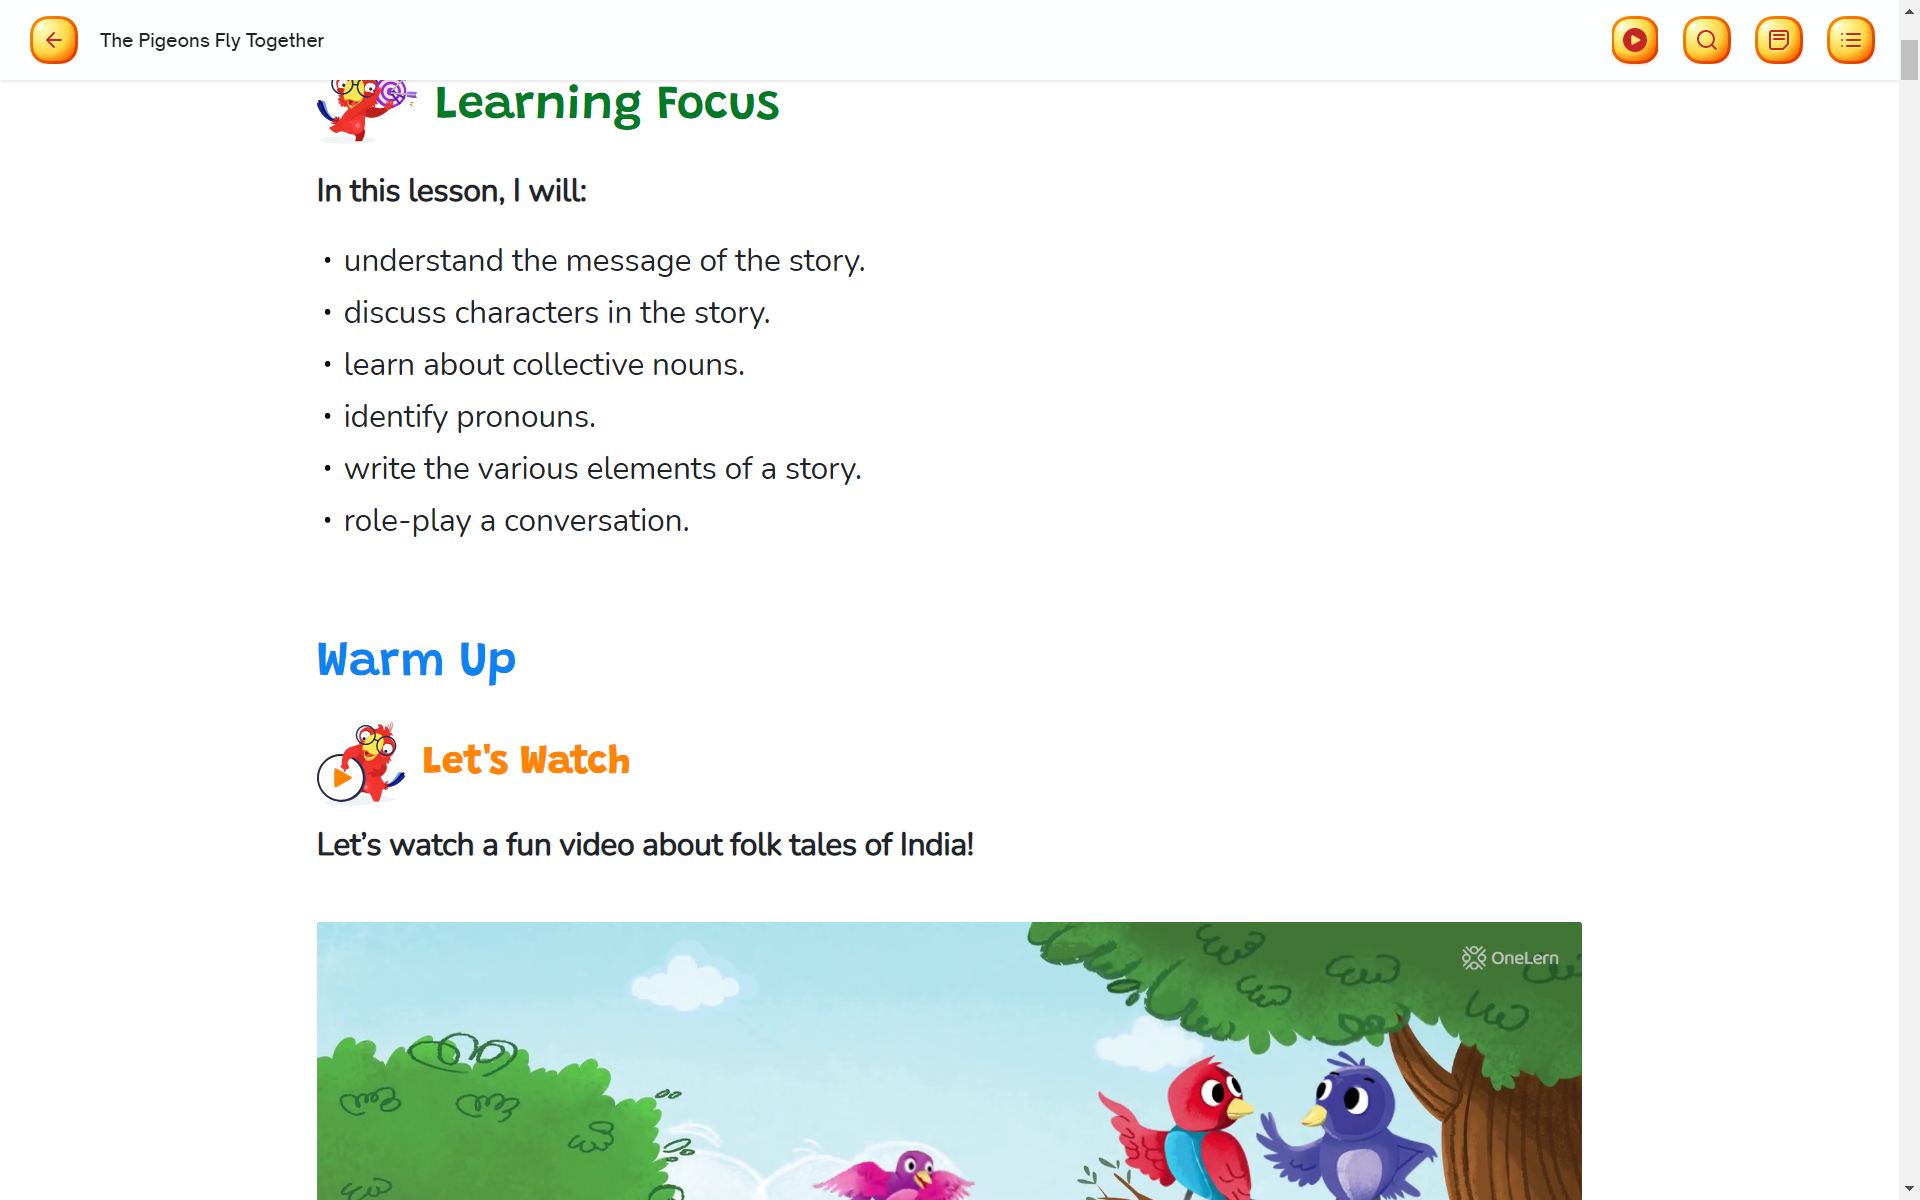 The Pigeons Fly Together
Learning Focus
In this lesson, I will:
• understand the message of the story.
• discuss characters in the story.
• learn about collective nouns.
• identify pronouns.
• write the various elements of a story.
• role-play a conversation.
Warm Up
Let's Watch
Let’s watch a fun video about folk tales of India!
OneLern